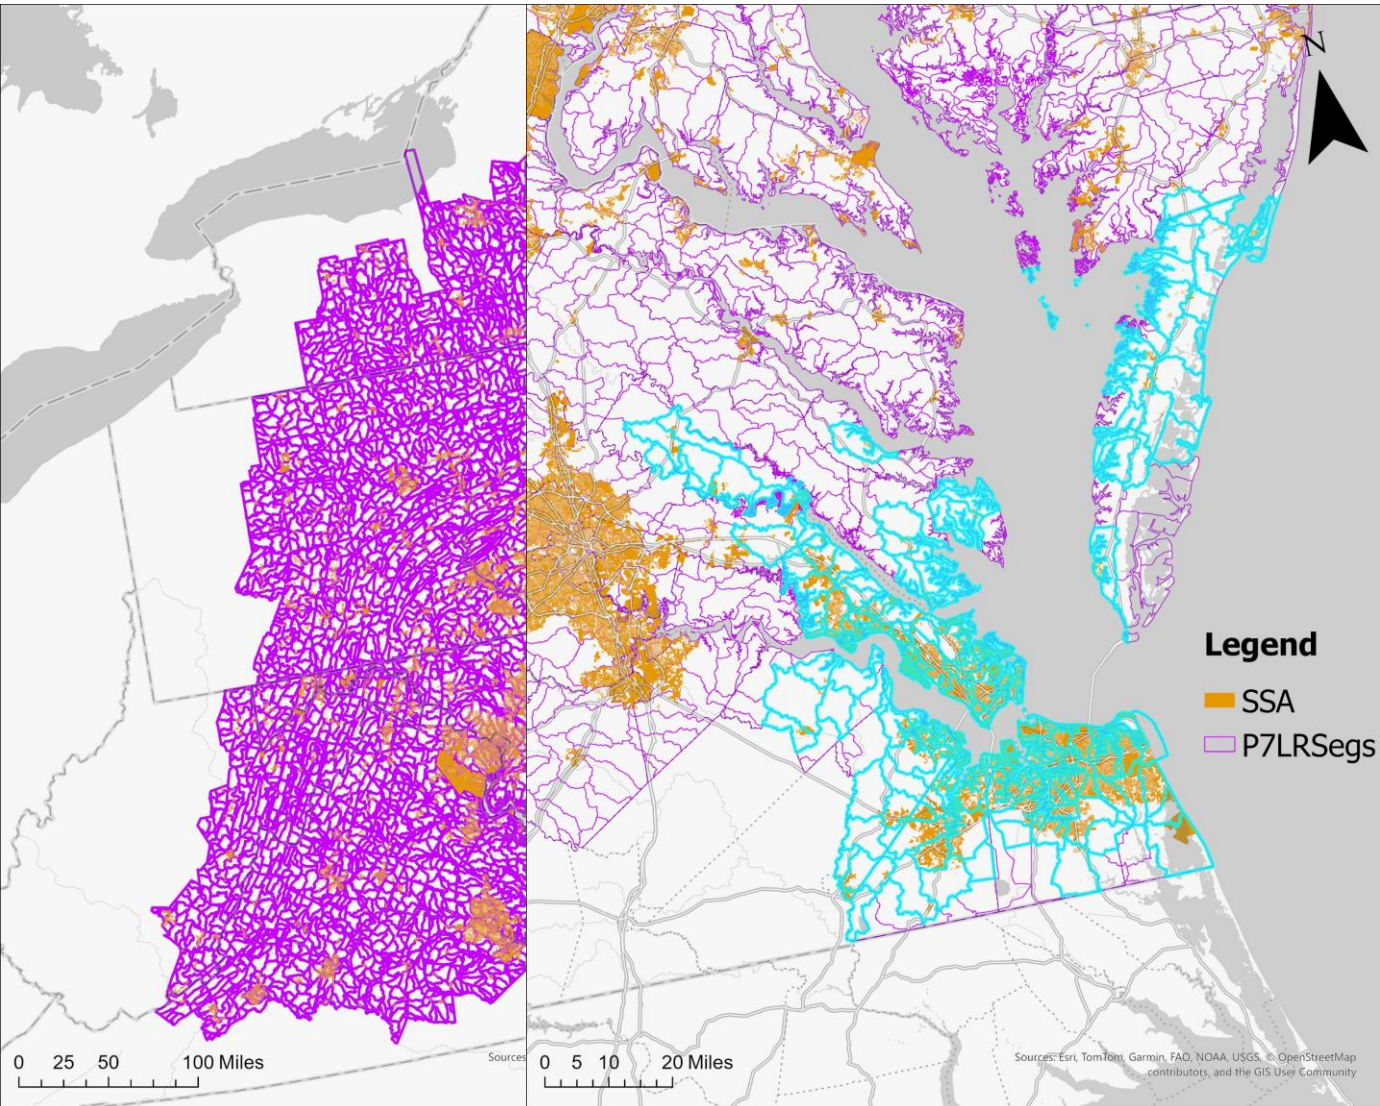 N
Legend
SSA
P7LRSegs
0 25 50 100 Miles
Sources
0 5 10 20 Miles
Sources: Esri, TomTom, Garmin, FAO, NOAA, USGS, © OpenStreetMap
contributors, and the GIS User Community